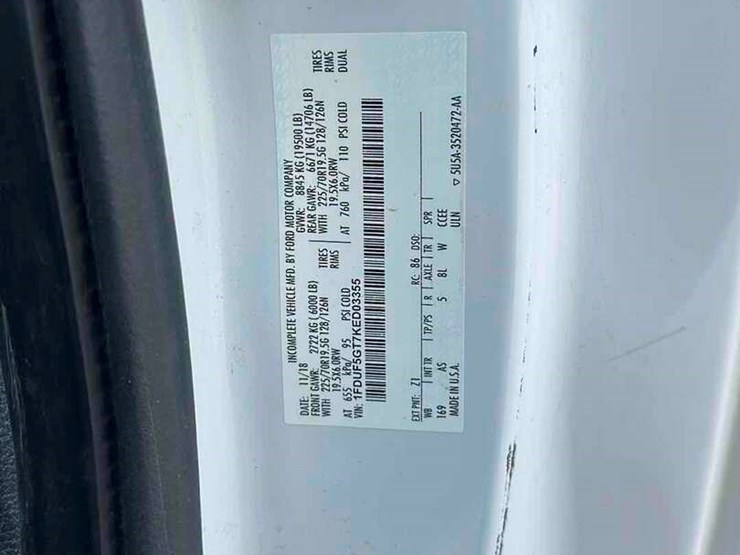 INCOMPLETE VEHICLE MFD. BY FORD MOTOR COMPANY
DATE: 11/18 GVWR: 8845 KG (19500 LB)
FRONT GAWR: 2722 KG (6000 LB) REAR GAWR: 6671 KG (14706 LB)
WITH 225/70R19.5G 128/126N TIRES WITH 225/70R19.5G 128/126N TIRES
19.5X6.0RW RIMS 19.5X6.0RW RIMS
AT 655 kPa/ 95 PSI COLD AT 760 kPa/ 110 PSI COLD DUAL
VIN: 1FDUF5GT7KED03355
EXT PNT: Z1 RC: 86 DSO:
WB INT TR TP/PS R AXLE TR SPR
169 AS 5 8L W CCEE
MADE IN U.S.A. ULN
▽ 5U5A-3520472-AA